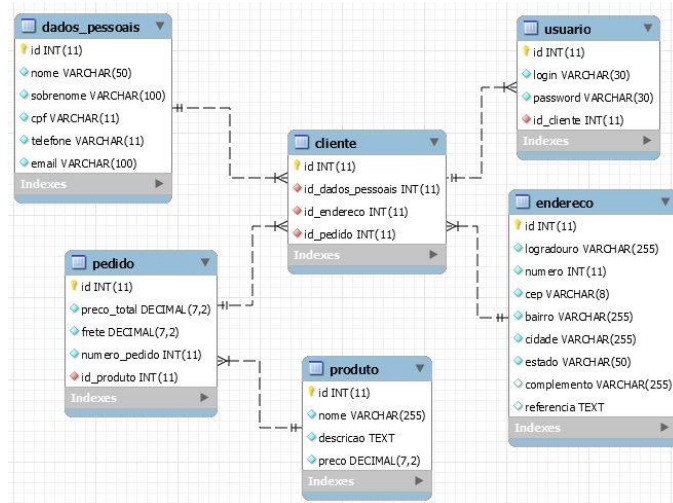 dados_pessoais
id INT(11)
nome VARCHAR(50)
sobrenome VARCHAR(100)
cpf VARCHAR(11)
telefone VARCHAR(11)
email VARCHAR(100)
Indexes
usuario
id INT(11)
login VARCHAR(30)
password VARCHAR(30)
id_cliente INT(11)
Indexes
cliente
id INT(11)
id_dados_pessoais INT(11)
id_endereco INT(11)
id_pedido INT(11)
Indexes
endereco
id INT(11)
logradouro VARCHAR(255)
numero INT(11)
cep VARCHAR(8)
bairro VARCHAR(255)
cidade VARCHAR(255)
estado VARCHAR(50)
complemento VARCHAR(255)
referencia TEXT
Indexes
pedido
id INT(11)
preco_total DECIMAL(7,2)
frete DECIMAL(7,2)
numero_pedido INT(11)
id_produto INT(11)
Indexes
produto
id INT(11)
nome VARCHAR(255)
descricao TEXT
preco DECIMAL(7,2)
Indexes